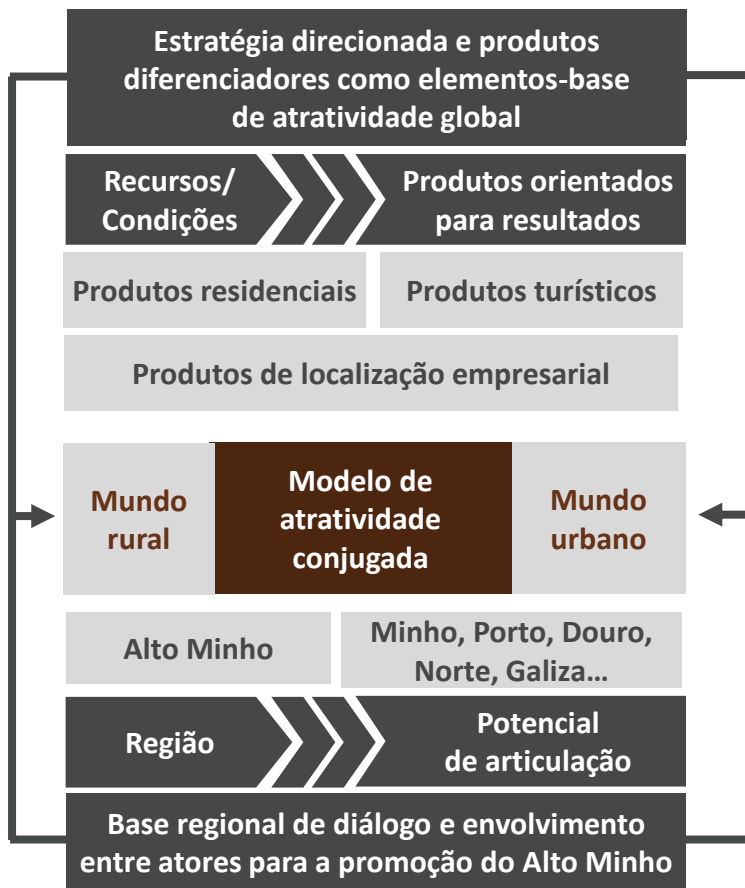 Estratégia direcionada e produtos
diferenciadores como elementos-base
de atratividade global
Recursos/
Condições
Produtos orientados
para resultados
Produtos residenciais
Produtos turísticos
Produtos de localização empresarial
Mundo
rural
Modelo de
atratividade
conjugada
Mundo
urbano
Alto Minho
Minho, Porto, Douro,
Norte, Galiza…
Região
Potencial
de articulação
Base regional de diálogo e envolvimento
entre atores para a promoção do Alto Minho